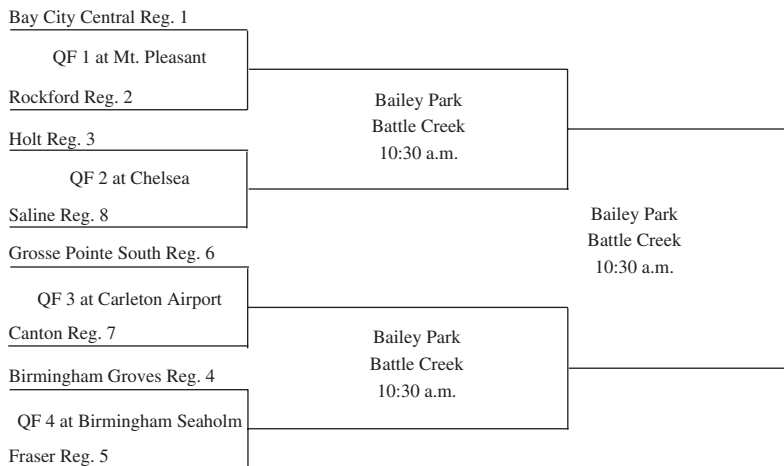 Bay City Central Reg. 1
QF 1 at Mt. Pleasant
Rockford Reg. 2
Holt Reg. 3
QF 2 at Chelsea
Saline Reg. 8
Grosse Pointe South Reg. 6
QF 3 at Carleton Airport
Canton Reg. 7
Birmingham Groves Reg. 4
QF 4 at Birmingham Seaholm
Fraser Reg. 5
Bailey Park
Battle Creek
10:30 a.m.
Bailey Park
Battle Creek
10:30 a.m.
Bailey Park
Battle Creek
10:30 a.m.